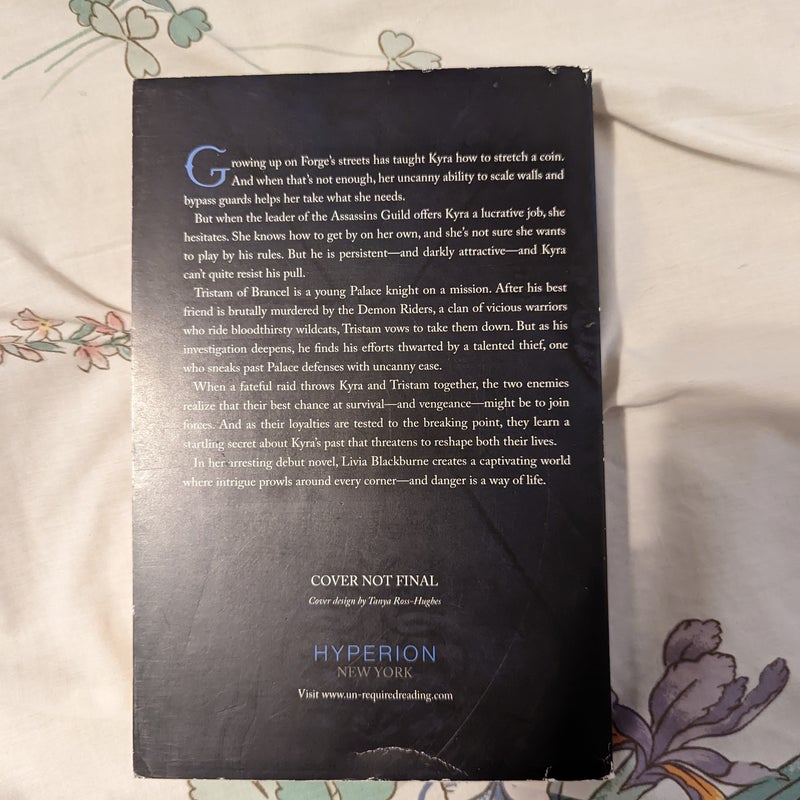 Growing up on Forge's streets has taught Kyra how to stretch a coin.
And when that's not enough, her uncanny ability to scale walls and
bypass guards helps her take what she needs.
But when the leader of the Assassins Guild offers Kyra a lucrative job, she
hesitates. She knows how to get by on her own, and she's not sure she wants
to play by his rules. But he is persistent—and darkly attractive—and Kyra
can't quite resist his pull.
Tristam of Brancel is a young Palace knight on a mission. After his best
friend is brutally murdered by the Demon Riders, a clan of vicious warriors
who ride bloodthirsty wildcats, Tristam vows to take them down. But as his
investigation deepens, he finds his efforts thwarted by a talented thief, one
who sneaks past Palace defenses with uncanny ease.
When a fateful raid throws Kyra and Tristam together, the two enemies
realize that their best chance at survival—and vengeance—might be to join
forces. And as their loyalties are tested to the breaking point, they learn a
startling secret about Kyra's past that threatens to reshape both their lives.
In her arresting debut novel, Livia Blackburne creates a captivating world
where intrigue prowls around every corner—and danger is a way of life.
COVER NOT FINAL
Cover design by Tanya Ross-Hughes
HYPERION
NEW YORK
Visit www.un-requiredreading.com